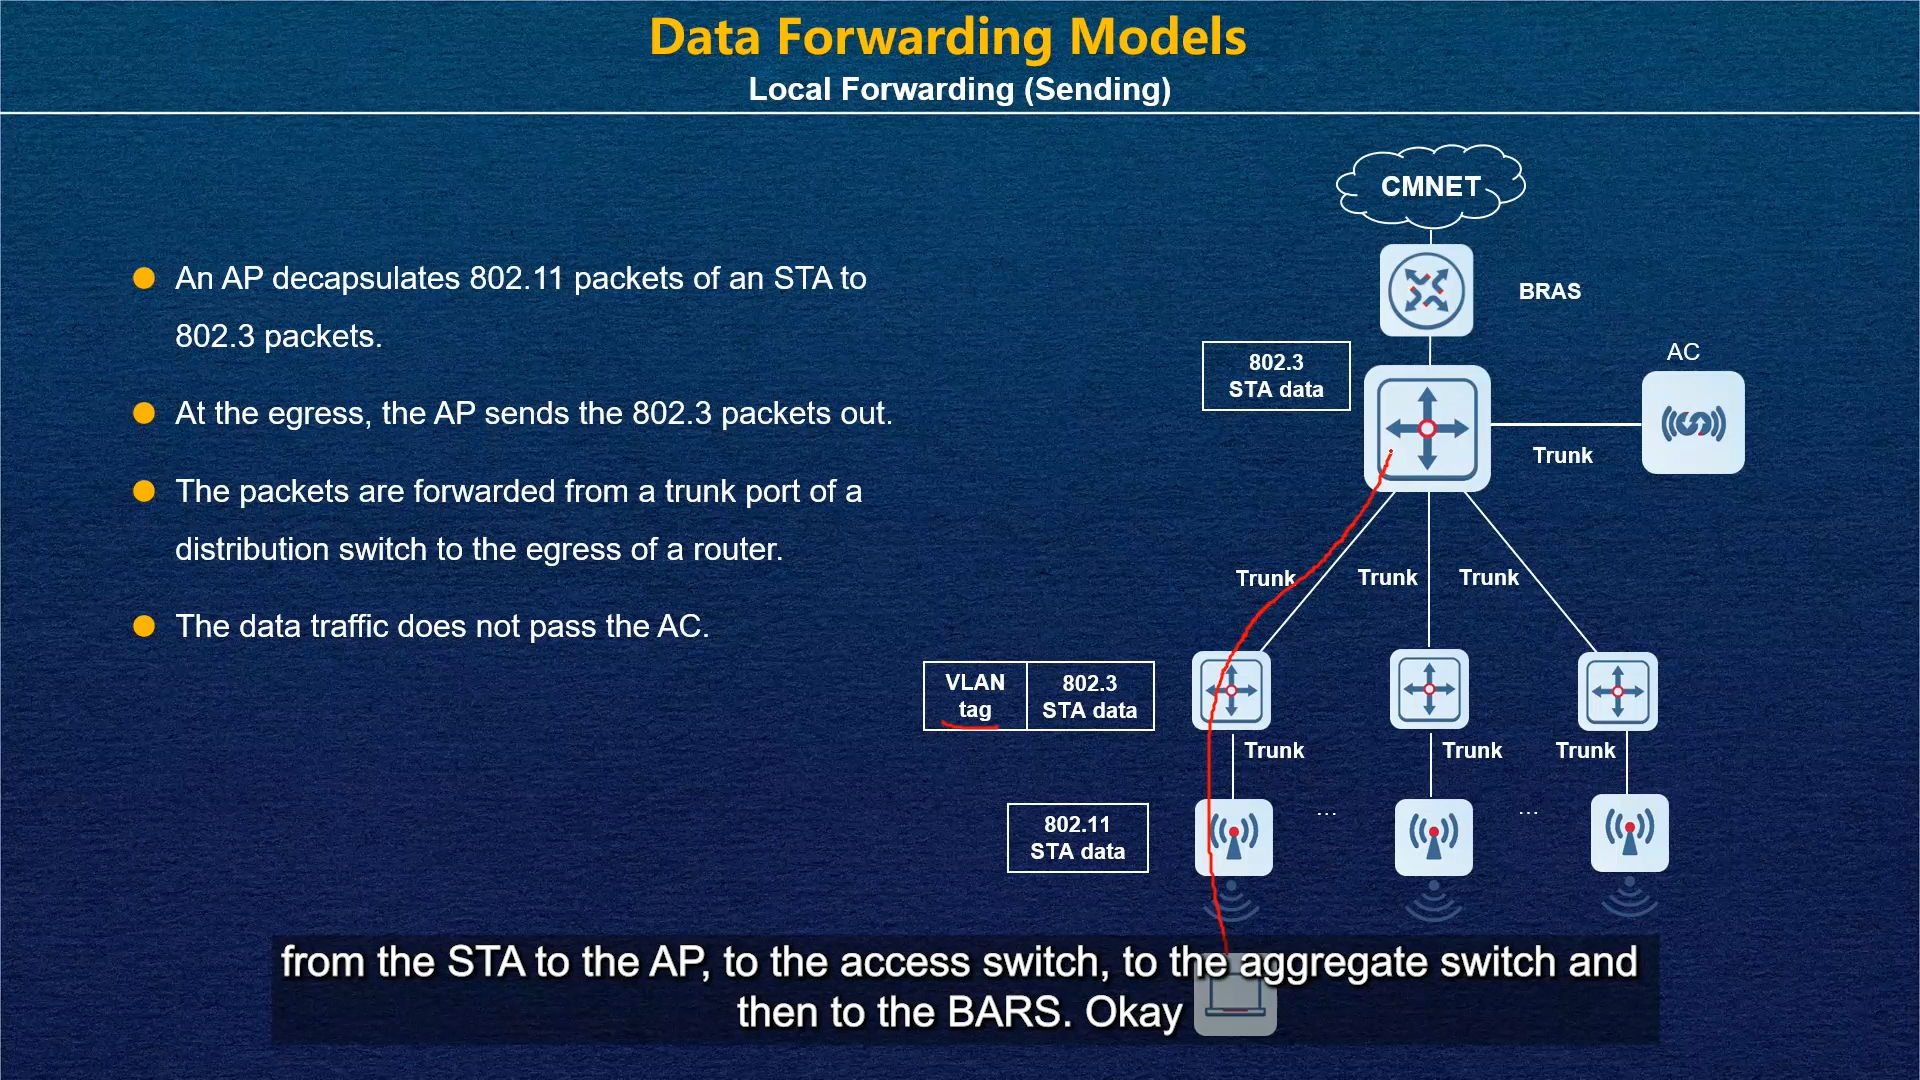 Data Forwarding Models
Local Forwarding (Sending)
An AP decapsulates 802.11 packets of an STA to
802.3 packets.
At the egress, the AP sends the 802.3 packets out.
The packets are forwarded from a trunk port of a
distribution switch to the egress of a router.
The data traffic does not pass the AC.
CMNET
BRAS
802.3
STA data
AC
Trunk
Trunk
Trunk
Trunk
VLAN
tag
802.3
STA data
Trunk
Trunk
Trunk
802.11
STA data
...
...
from the STA to the AP, to the access switch, to the aggregate switch and
then to the BARS. Okay